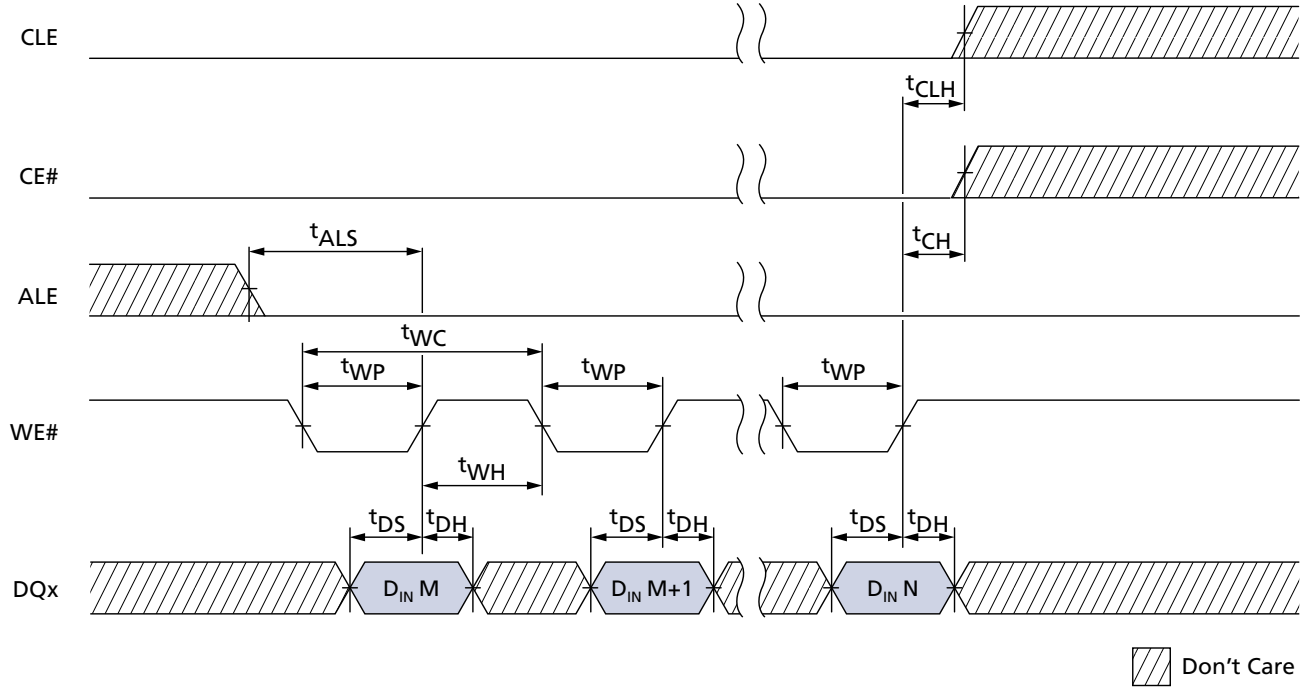 CLE
tCLH
CE#
tALS
tCH
ALE
tWC
tWP tWP tWP
WE#
tWH
tDS tDH tDS tDH tDS tDH
DQx DIN M DIN M+1 DIN N
Don't Care